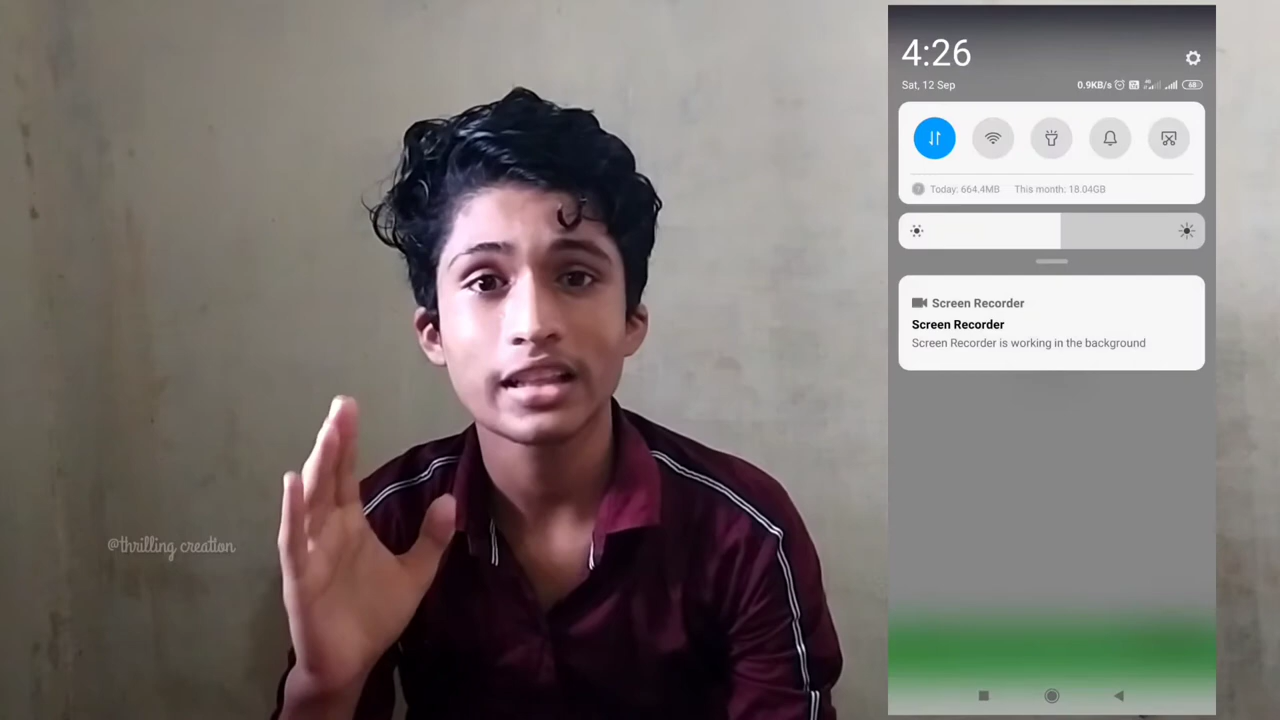 4:26
Sat, 12 Sep
0.9KB/s
68
Today: 664.4MB
This month: 18.04GB
Screen Recorder
Screen Recorder
Screen Recorder is working in the background
@thrilling creation